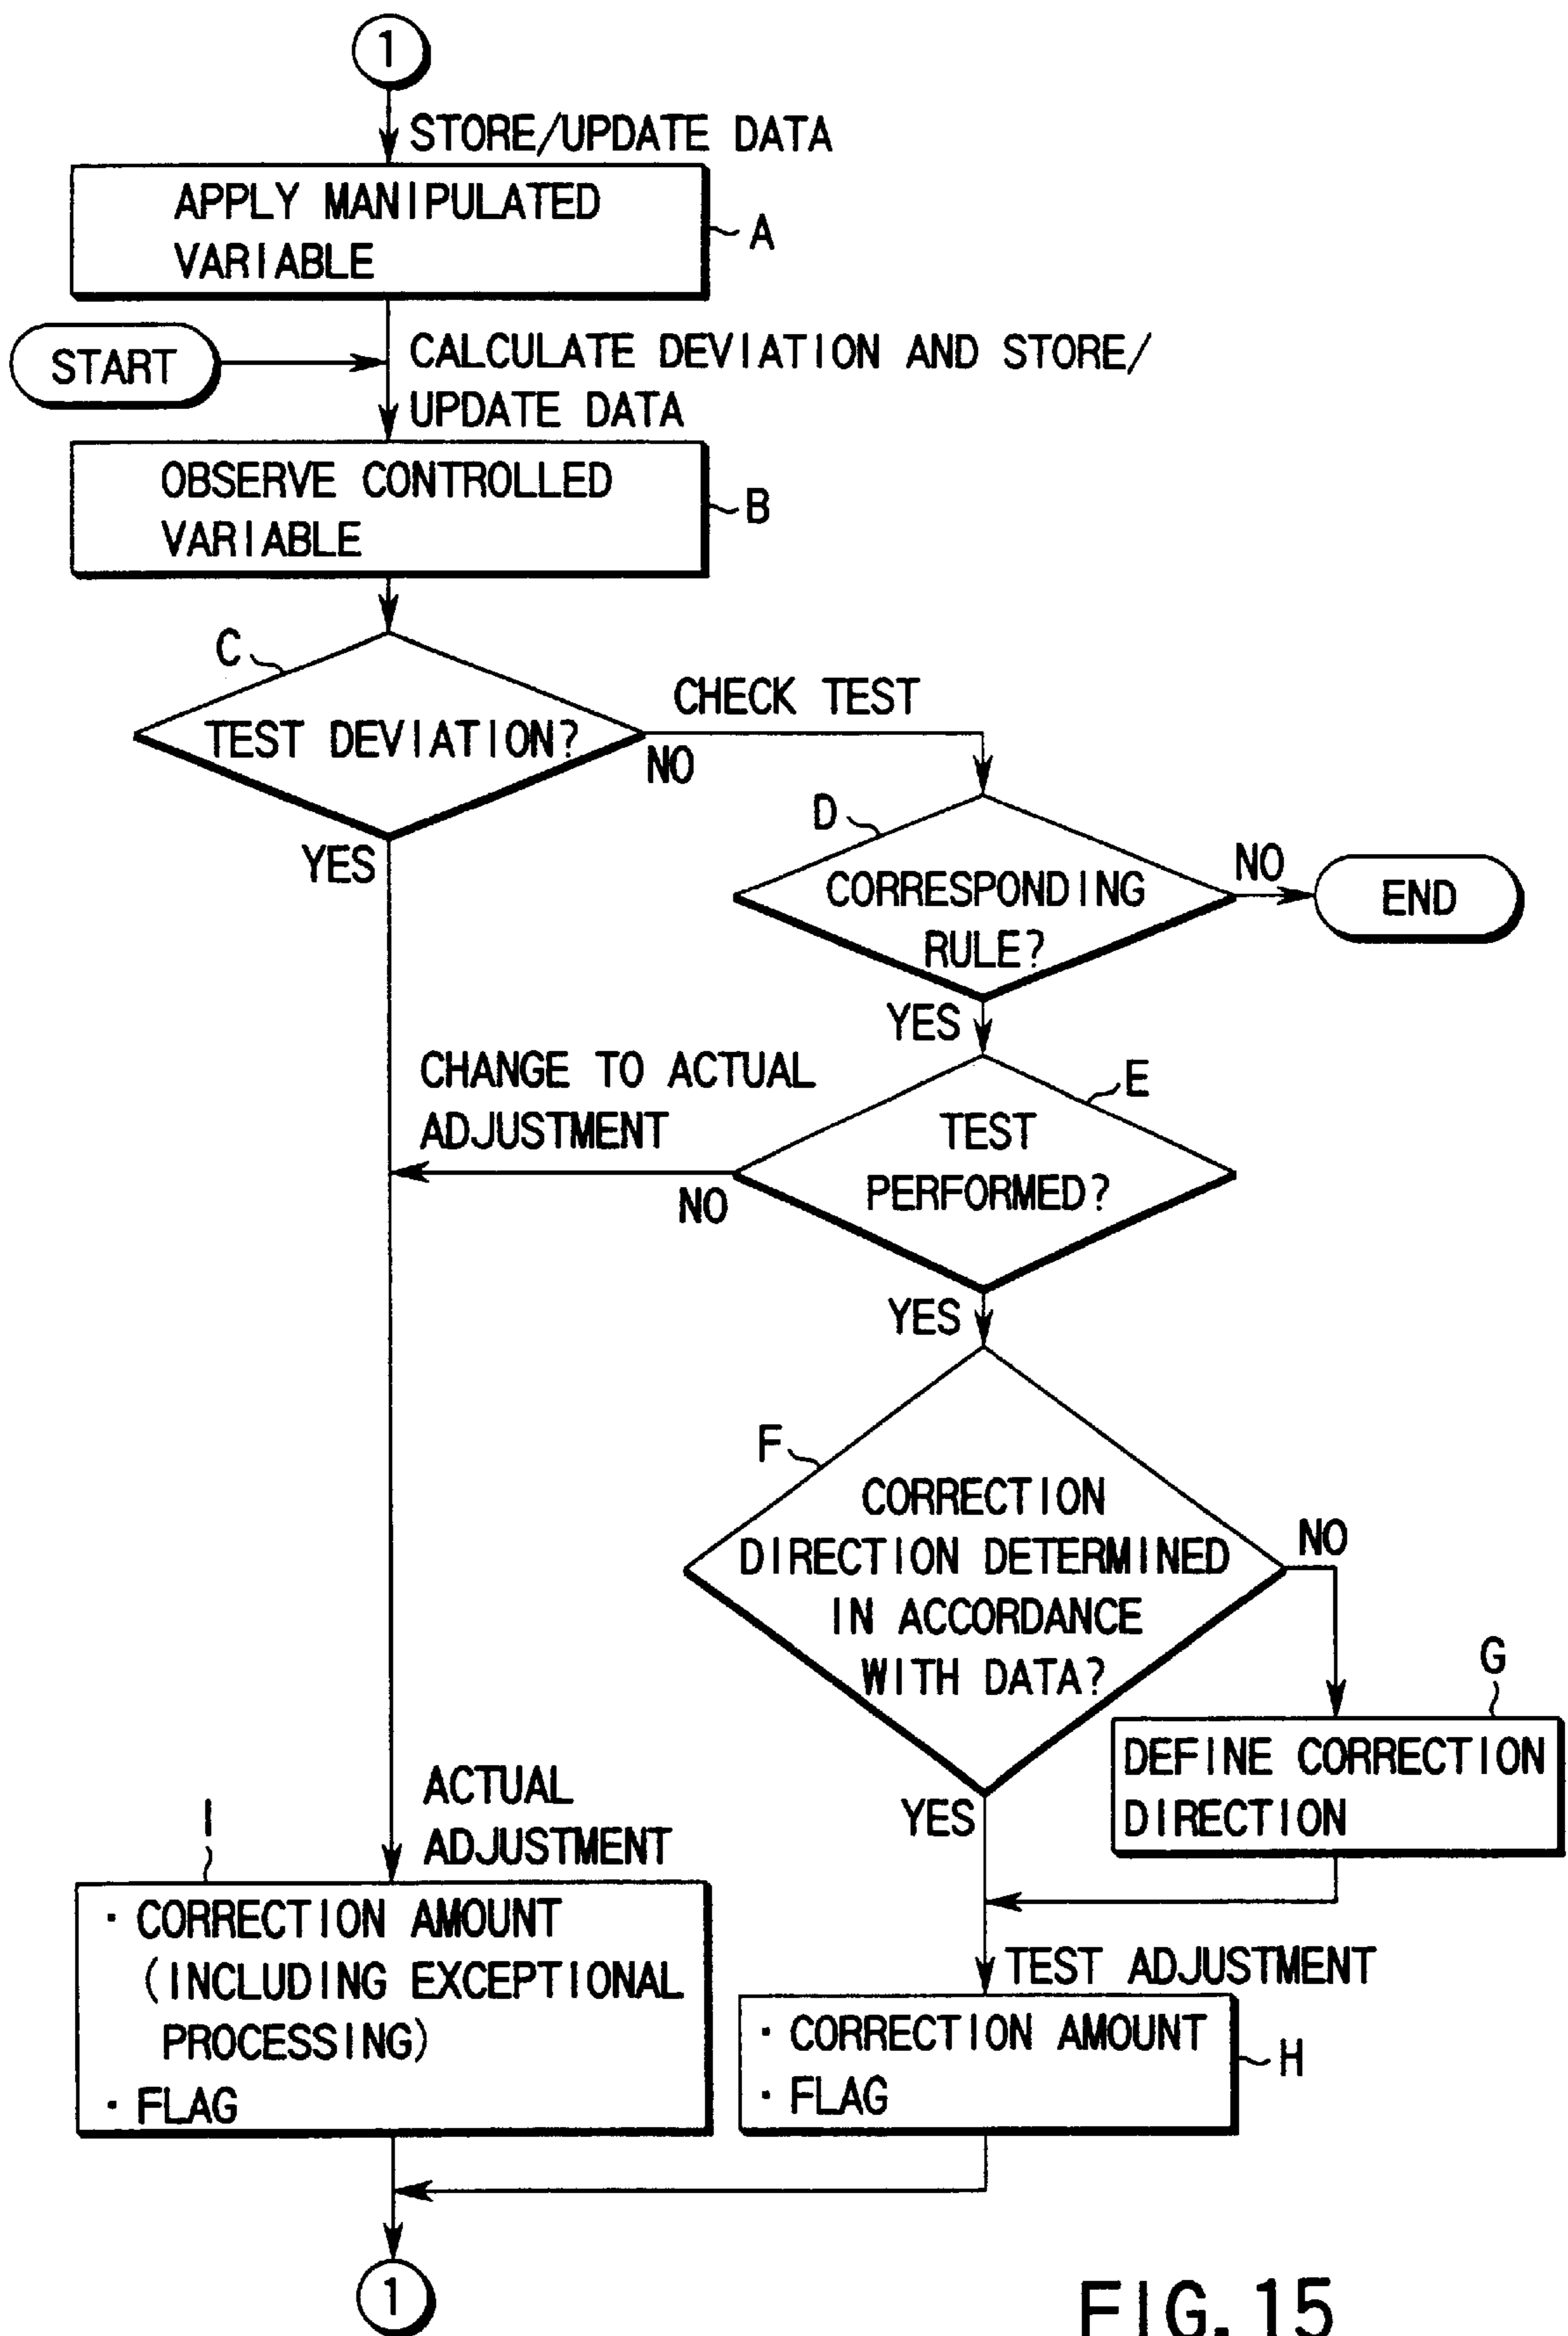 1
STORE/UPDATE DATA
APPLY MANIPULATED
VARIABLE
A
START
CALCULATE DEVIATION AND STORE/
UPDATE DATA
OBSERVE CONTROLLED
VARIABLE
B
C
TEST DEVIATION?
CHECK TEST
NO
YES
D
CORRESPONDING
RULE?
NO
END
YES
CHANGE TO ACTUAL
ADJUSTMENT
E
TEST
PERFORMED?
NO
YES
F
CORRECTION
DIRECTION DETERMINED
IN ACCORDANCE
WITH DATA?
NO
G
DEFINE CORRECTION
DIRECTION
YES
ACTUAL
ADJUSTMENT
I
· CORRECTION AMOUNT
(INCLUDING EXCEPTIONAL
PROCESSING)
· FLAG
TEST ADJUSTMENT
· CORRECTION AMOUNT
· FLAG
H
1
FIG. 15